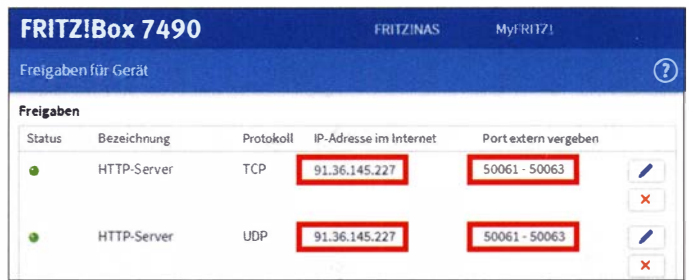 FRITZ!Box 7490 FRITZ!NAS MyFRITZ!
Freigaben für Gerät ?
Freigaben
Status Bezeichnung Protokoll IP-Adresse im Internet Port extern vergeben
HTTP-Server TCP 91.36.145.227 50061 - 50063
HTTP-Server UDP 91.36.145.227 50061 - 50063